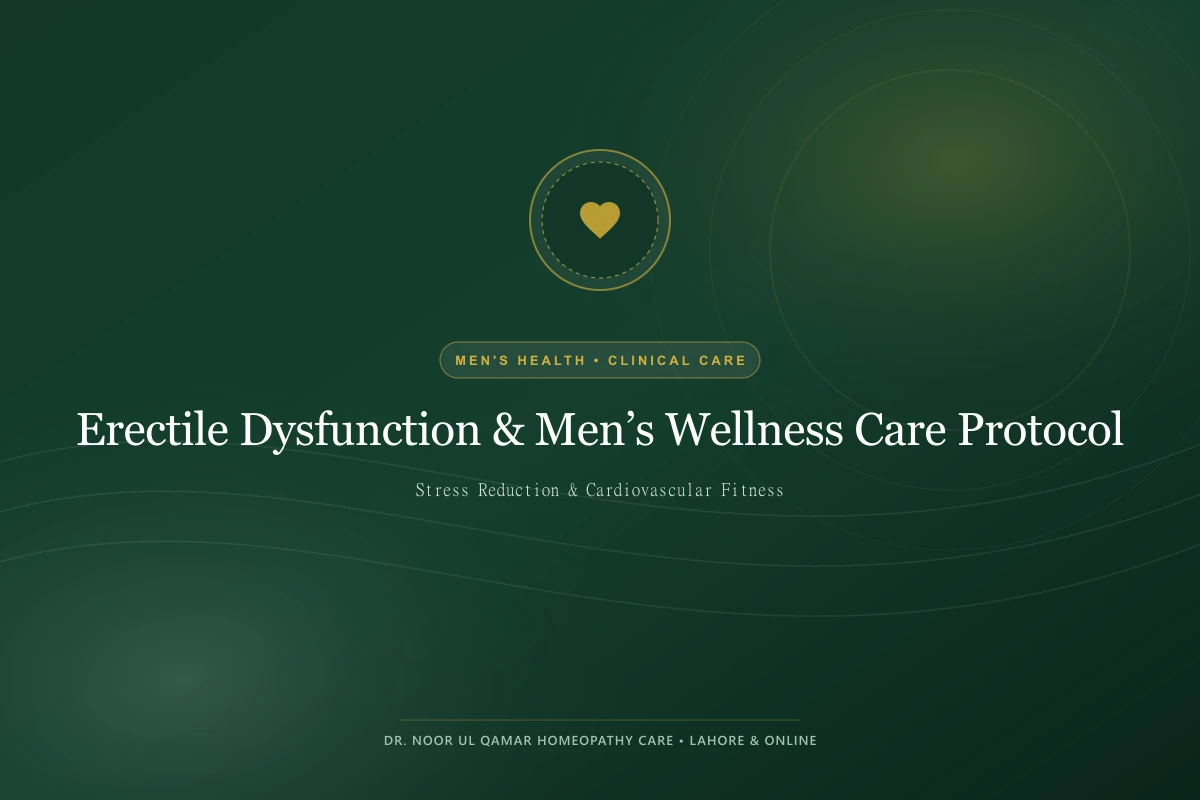 MEN'S HEALTH • CLINICAL CARE
Erectile Dysfunction & Men’s Wellness Care Protocol
Stress Reduction & Cardiovascular Fitness
DR. NOOR UL QAMAR HOMEOPATHY CARE • LAHORE & ONLINE